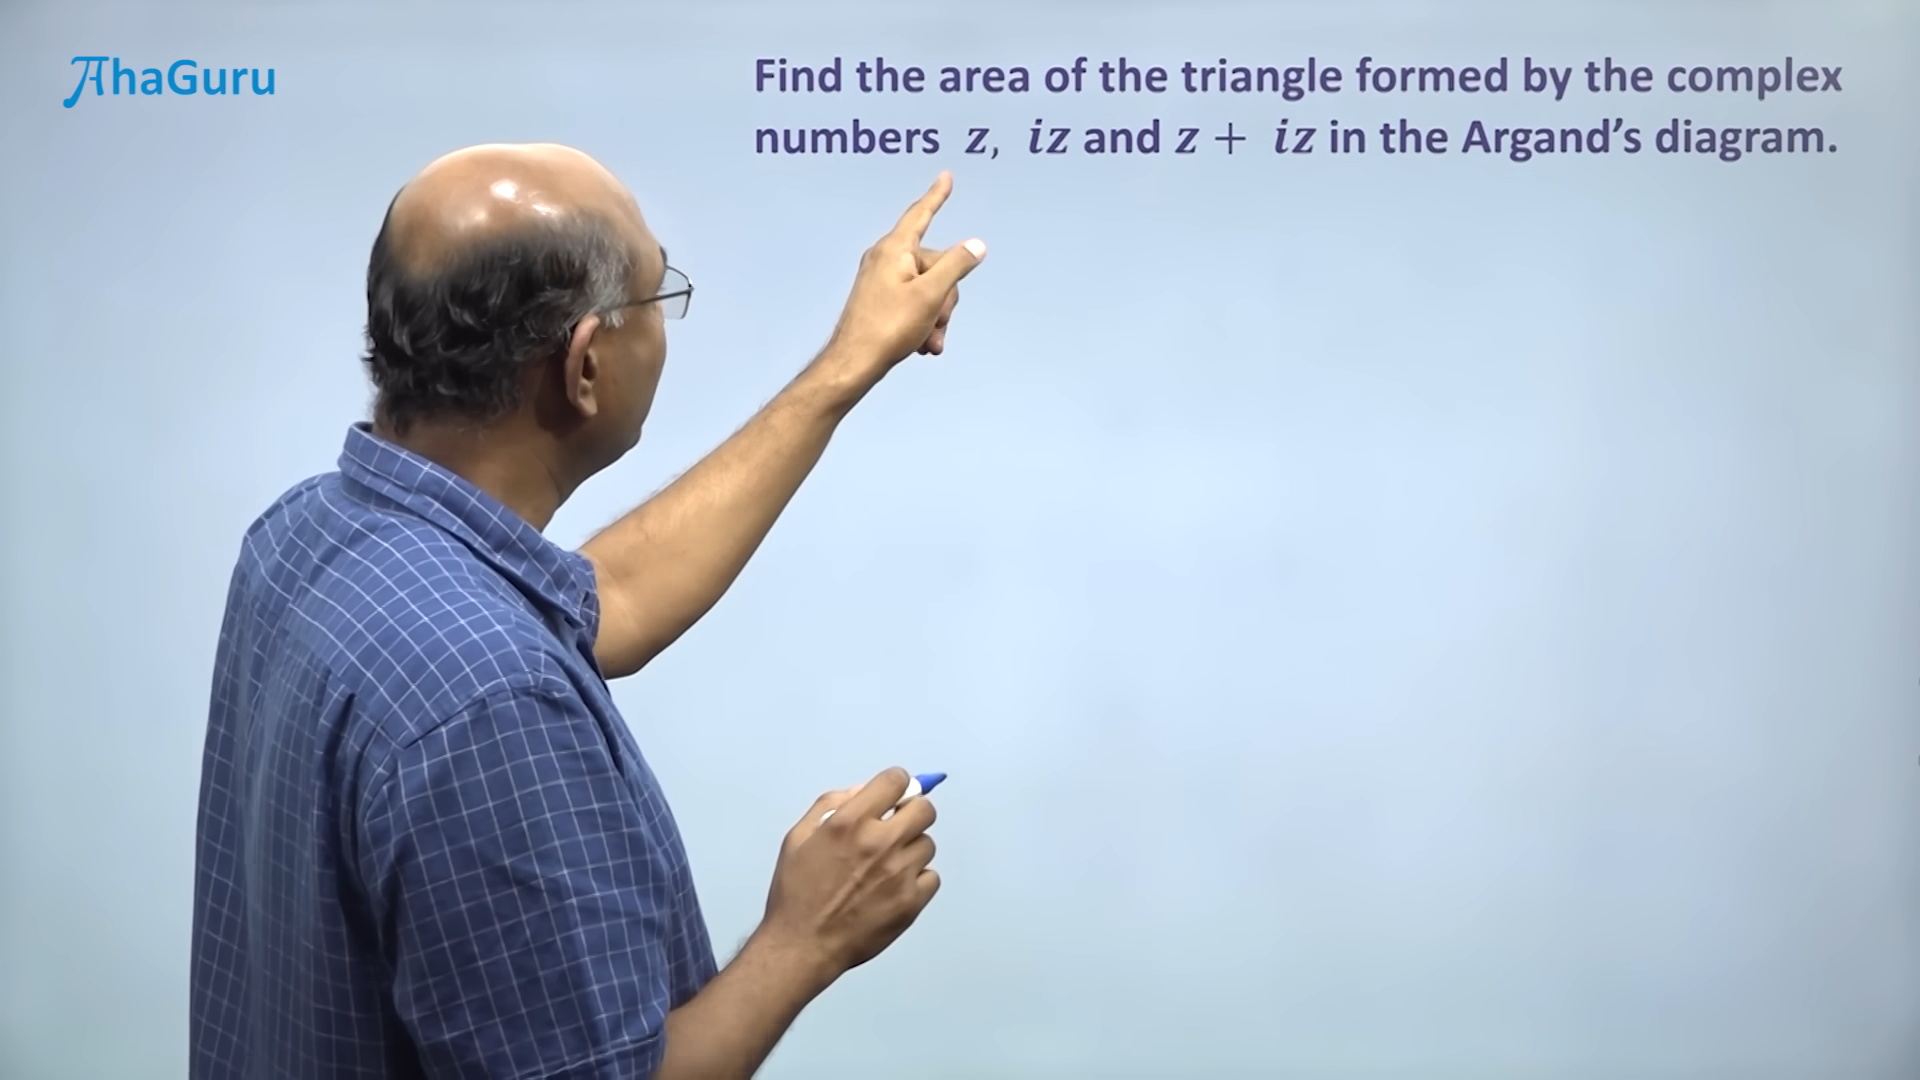 AhaGuru
Find the area of the triangle formed by the complex
numbers z, iz and z + iz in the Argand's diagram.